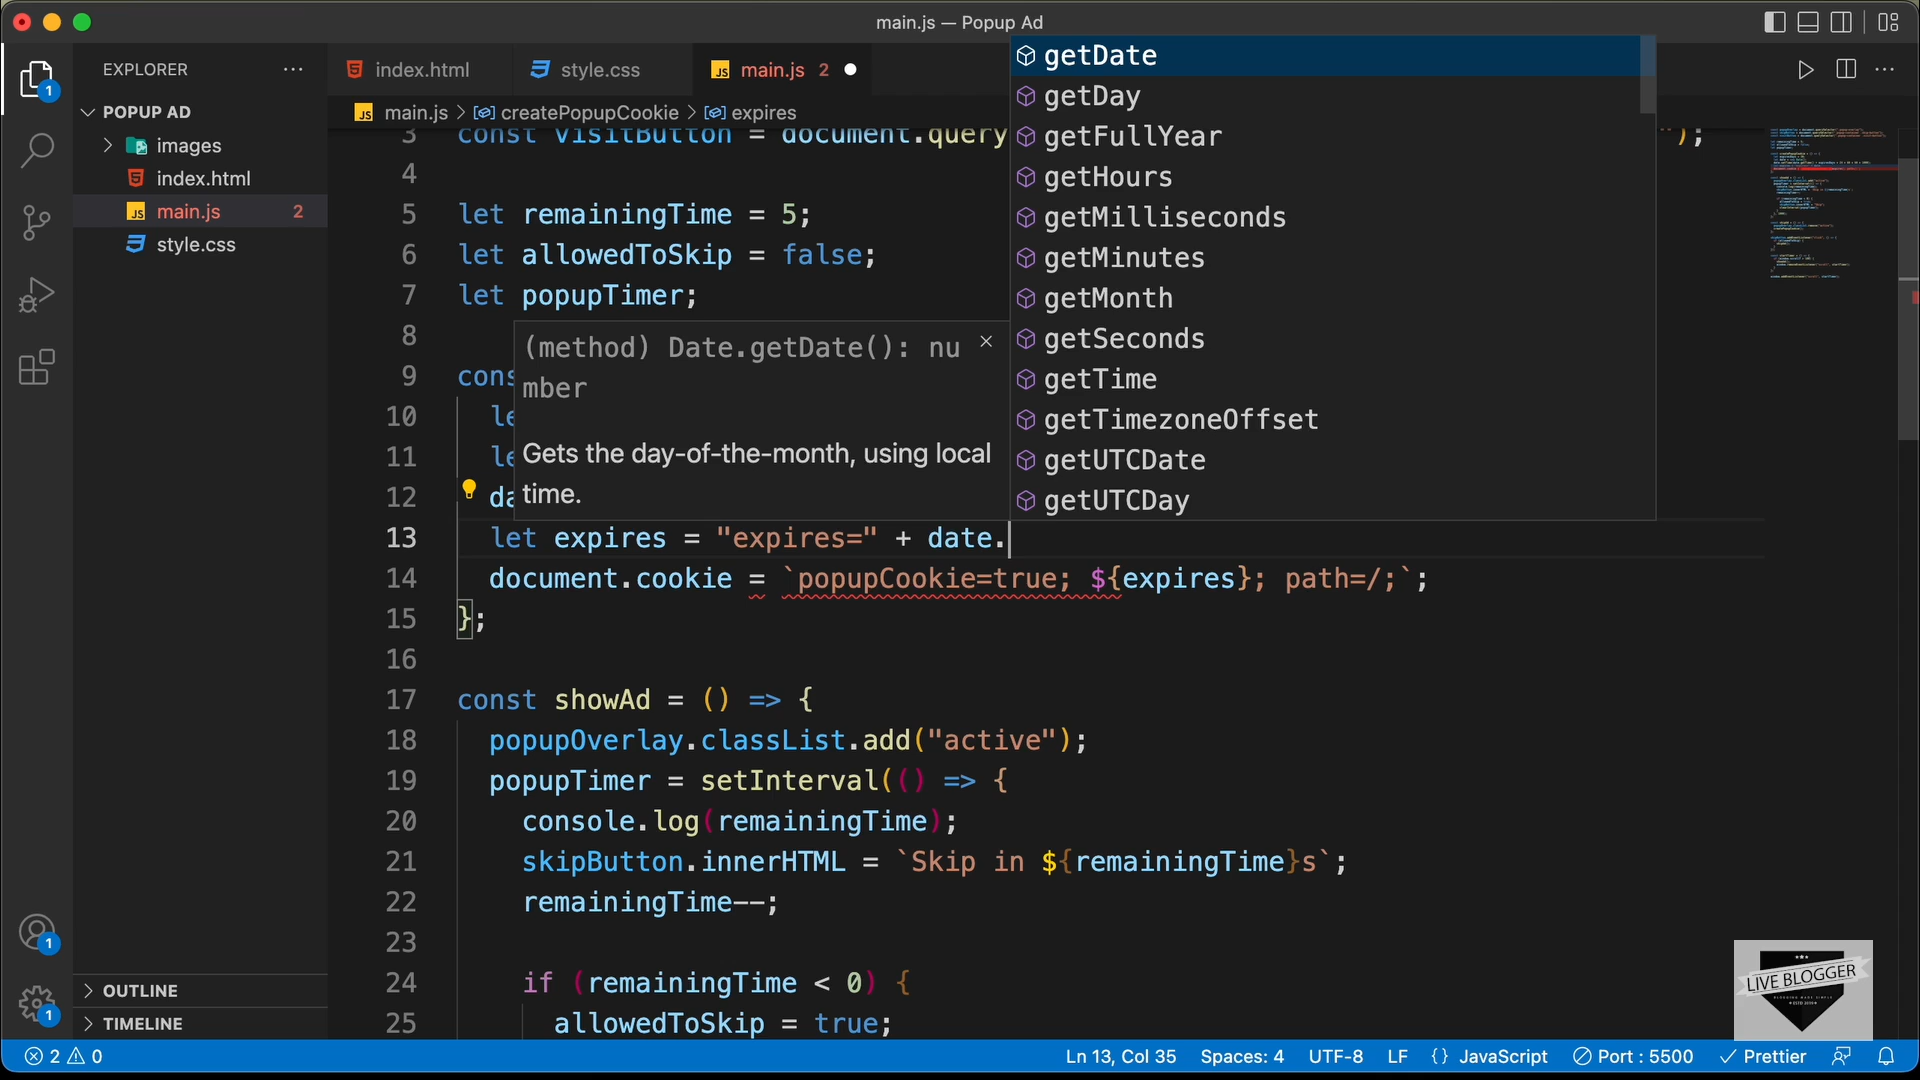 main.js — Popup Ad
EXPLORER
index.html
style.css
main.js 2
POPUP AD
images
index.html
main.js 2
style.css
main.js > createPopupCookie > expires
getDate
getDay
getFullYear
getHours
getMilliseconds
getMinutes
getMonth
getSeconds
getTime
getTimezoneOffset
getUTCDate
getUTCDay
(method) Date.getDate(): nu
mber
Gets the day-of-the-month, using local
time.
3 const visitButton = document.query ");
4
5 let remainingTime = 5;
6 let allowedToSkip = false;
7 let popupTimer;
8
9 cons
10 le
11 le
12 da
13 let expires = "expires=" + date.
14 document.cookie = `popupCookie=true; ${expires}; path=/;`;
15 };
16
17 const showAd = () => {
18 popupOverlay.classList.add("active");
19 popupTimer = setInterval(() => {
20 console.log(remainingTime);
21 skipButton.innerHTML = `Skip in ${remainingTime}s`;
22 remainingTime--;
23
24 if (remainingTime < 0) {
25 allowedToSkip = true;
1
1
1
OUTLINE
TIMELINE
LIVE BLOGGER
2 0
Ln 13, Col 35
Spaces: 4
UTF-8
LF
{} JavaScript
Port : 5500
Prettier